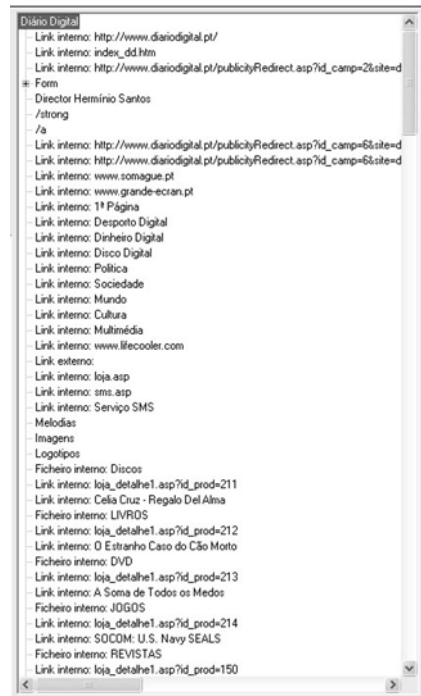 Diário Digital
Link interno: http://www.diariodigital.pt/
Link interno: index_dd.htm
Link interno: http://www.diariodigital.pt/publicityRedirect.asp?id_camp=2&site=d
Form
Director Hermínio Santos
/strong
/a
Link interno: http://www.diariodigital.pt/publicityRedirect.asp?id_camp=6&site=d
Link interno: http://www.diariodigital.pt/publicityRedirect.asp?id_camp=6&site=d
Link interno: www.somague.pt
Link interno: www.grande-ecran.pt
Link interno: 1ª Página
Link interno: Desporto Digital
Link interno: Dinheiro Digital
Link interno: Disco Digital
Link interno: Política
Link interno: Sociedade
Link interno: Mundo
Link interno: Cultura
Link interno: Multimédia
Link interno: www.lifecooler.com
Link externo:
Link interno: loja.asp
Link interno: sms.asp
Link interno: Serviço SMS
Melodias
Imagens
Logotipos
Ficheiro interno: Discos
Link interno: loja_detalhe1.asp?id_prod=211
Link interno: Celia Cruz - Regalo Del Alma
Ficheiro interno: LIVROS
Link interno: loja_detalhe1.asp?id_prod=212
Link interno: O Estranho Caso do Cão Morto
Ficheiro interno: DVD
Link interno: loja_detalhe1.asp?id_prod=213
Link interno: A Soma de Todos os Medos
Ficheiro interno: JOGOS
Link interno: loja_detalhe1.asp?id_prod=214
Link interno: SOCOM: U.S. Navy SEALS
Ficheiro interno: REVISTAS
Link interno: loja_detalhe1.asp?id_prod=150